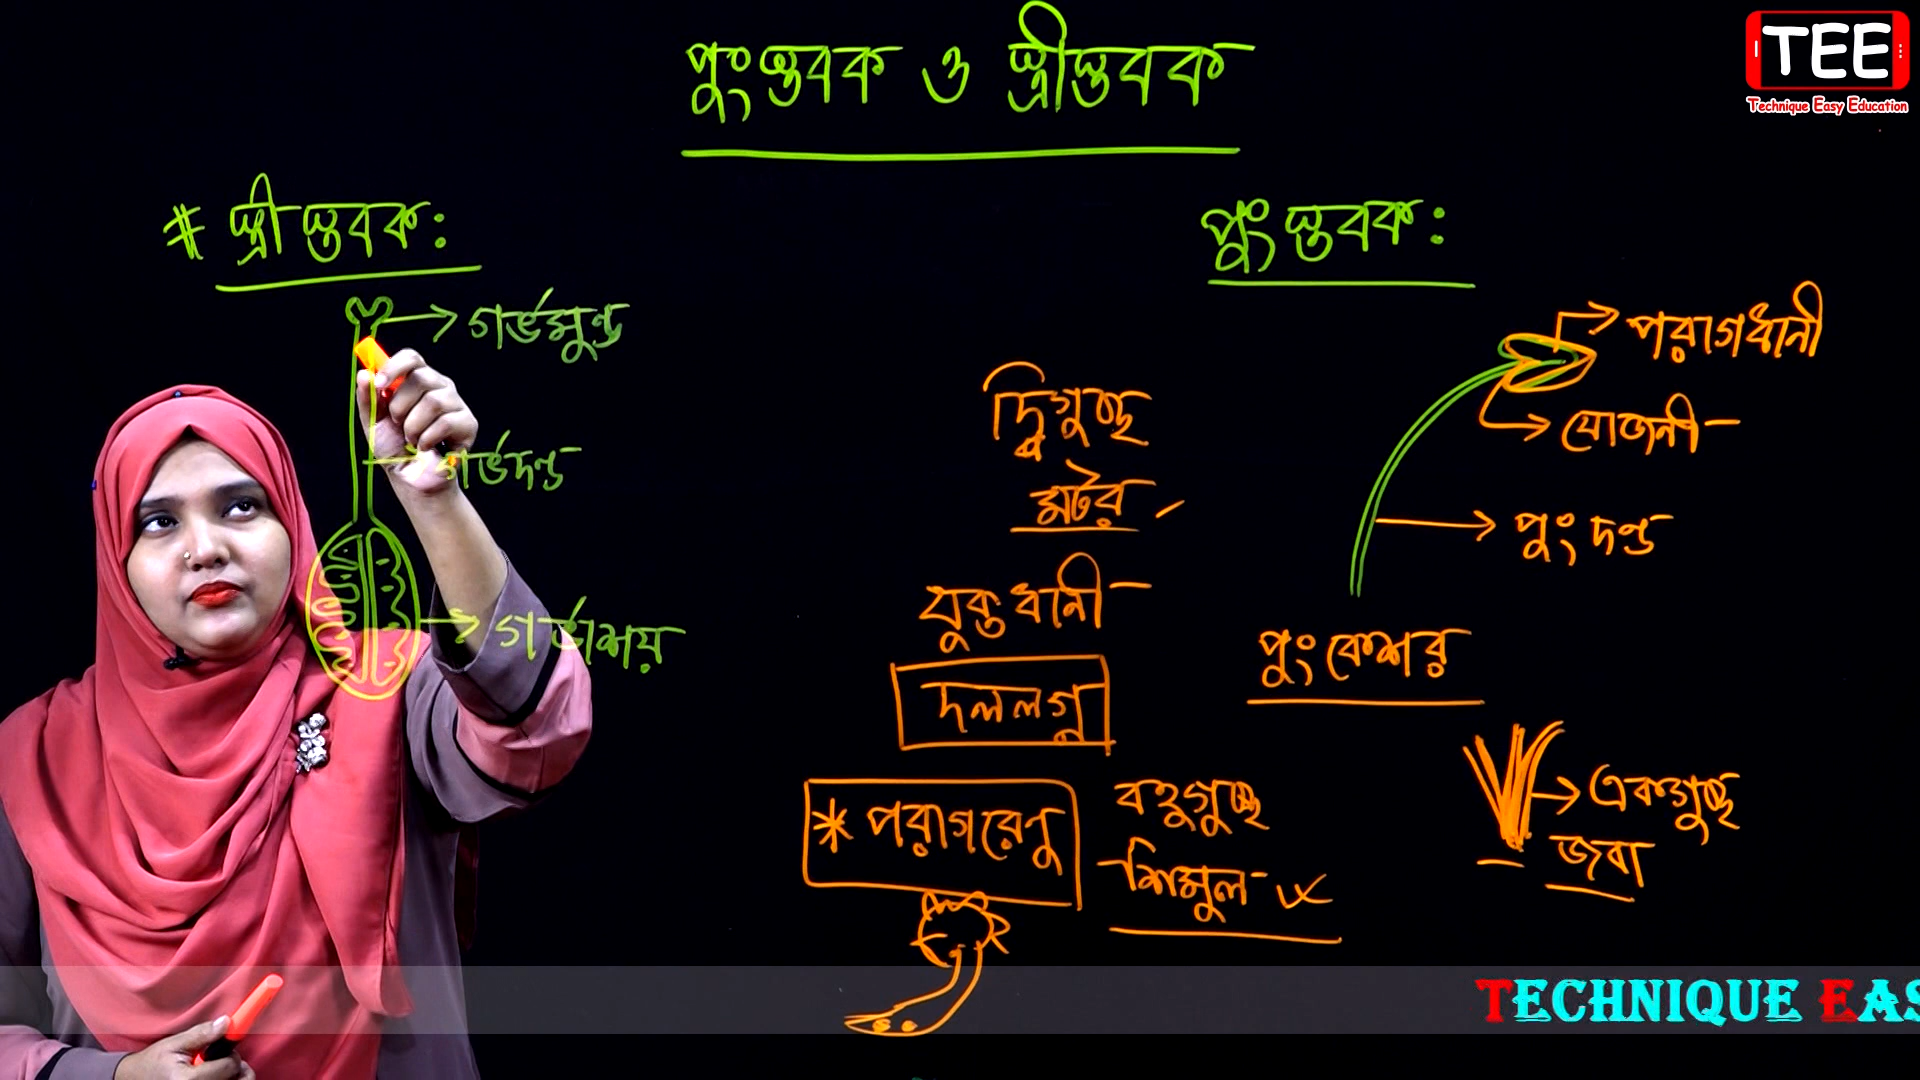 পুংস্তবক ও স্ত্রীস্তবক
TEE
Technique Easy Education
* স্ত্রীস্তবক:
গর্ভমুণ্ড
গর্ভদণ্ড
গর্ভাশয়
পুংস্তবক:
পরাগধানী
যোজনী
পুংদণ্ড
পুংকেশর
একগুচ্ছ
জবা
দ্বিগুচ্ছ
মটর
যুক্তধানী
দললগ্ন
* পরাগরেণু
বহুগুচ্ছ
শিমুল
TECHNIQUE EAS